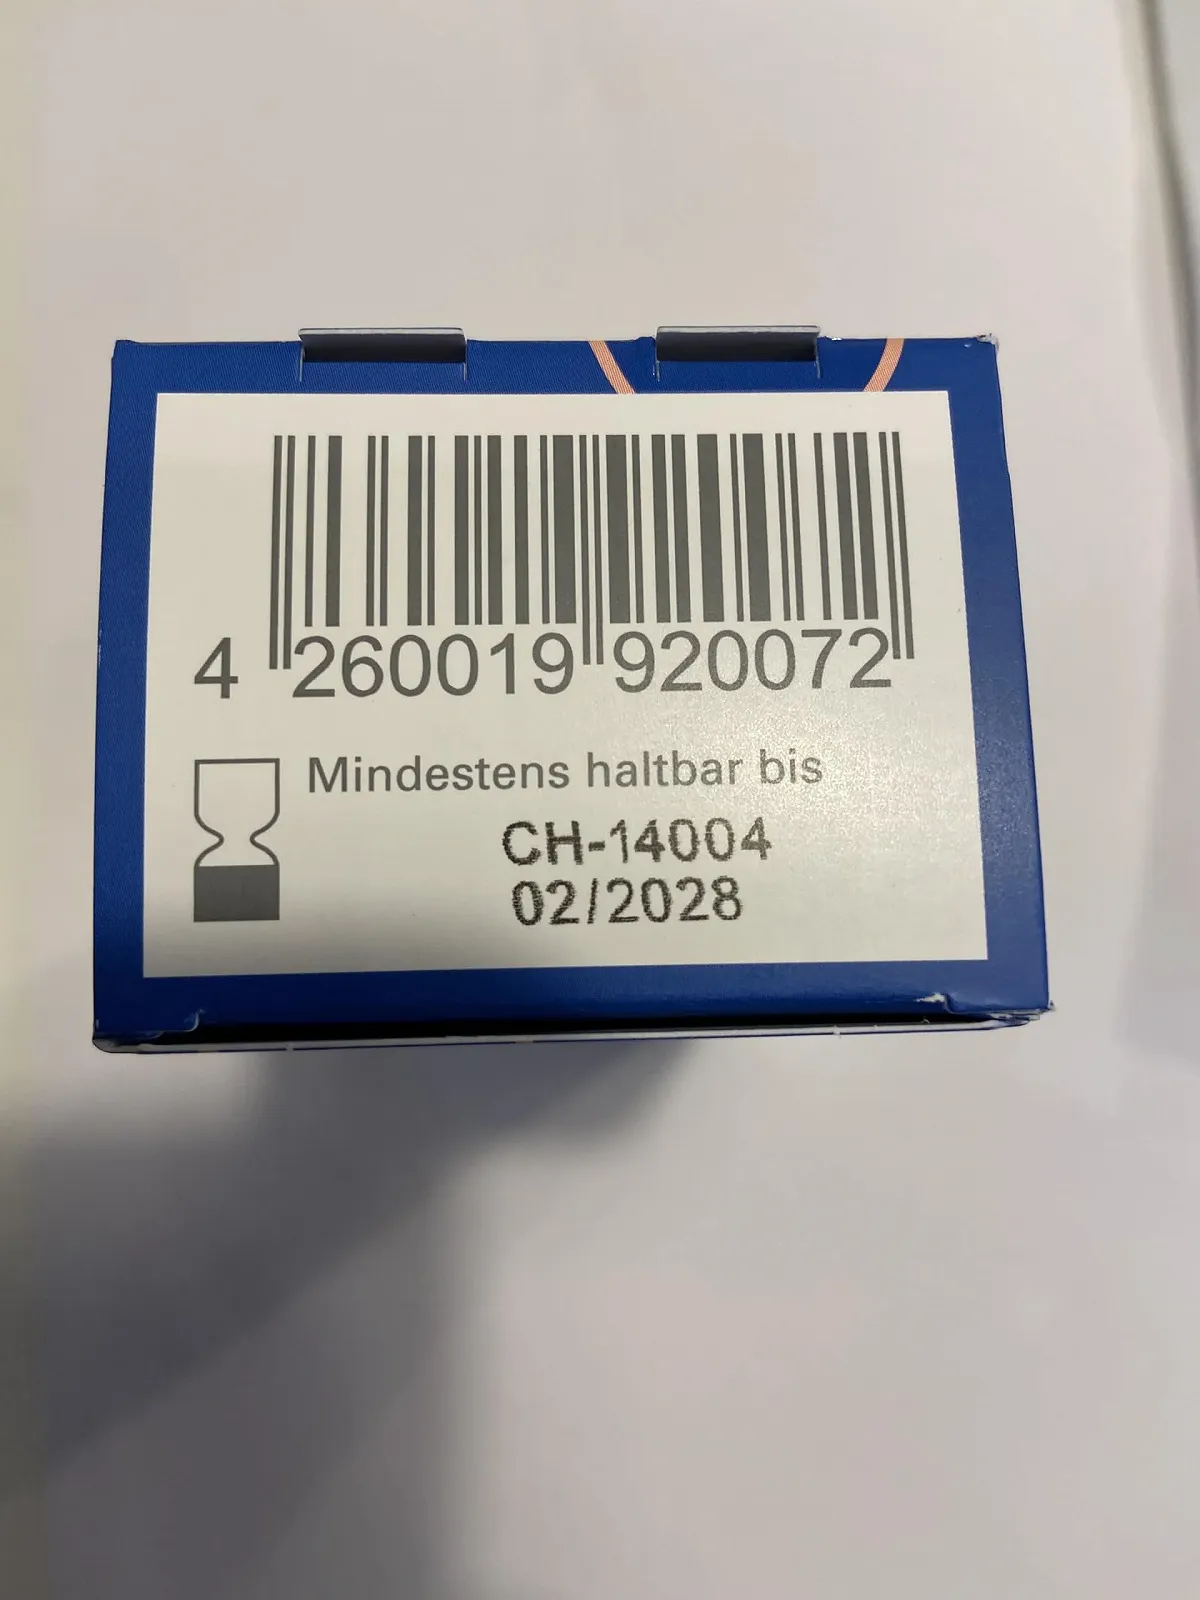 4 260019 920072
Mindestens haltbar bis
CH-14004
02/2028